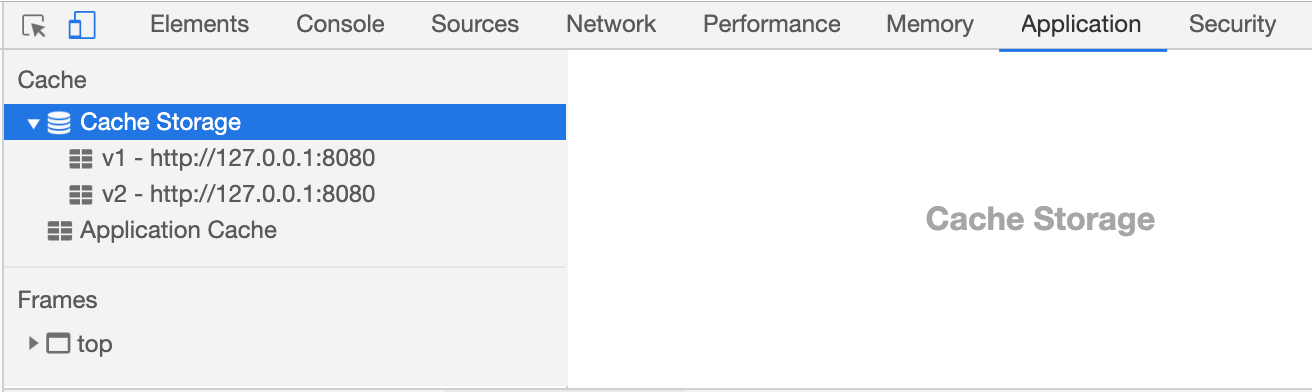 Elements Console Sources Network Performance Memory Application Security
Cache
Cache Storage
v1 - http://127.0.0.1:8080
v2 - http://127.0.0.1:8080
Application Cache
Frames
top
Cache Storage